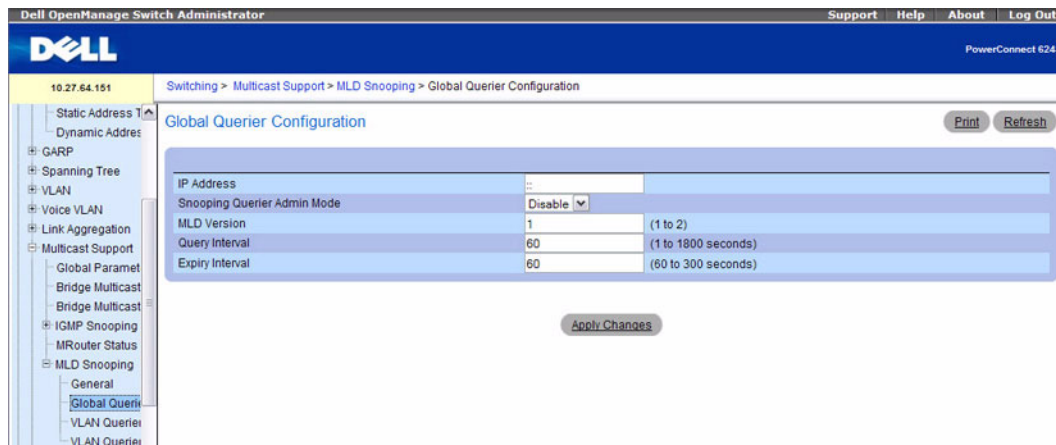 Dell OpenManage Switch Administrator Support Help About Log Out
DELL
PowerConnect 624
10.27.64.151
Switching > Multicast Support > MLD Snooping > Global Querier Configuration
Static Address T
Dynamic Addres
GARP
Spanning Tree
VLAN
Voice VLAN
Link Aggregation
Multicast Support
Global Paramet
Bridge Multicast
Bridge Multicast
IGMP Snooping
MRouter Status
MLD Snooping
General
Global Queri
VLAN Querier
VLAN Querier
Global Querier Configuration
Print Refresh
IP Address ::
Snooping Querier Admin Mode Disable
MLD Version 1 (1 to 2)
Query Interval 60 (1 to 1800 seconds)
Expiry Interval 60 (60 to 300 seconds)
Apply Changes